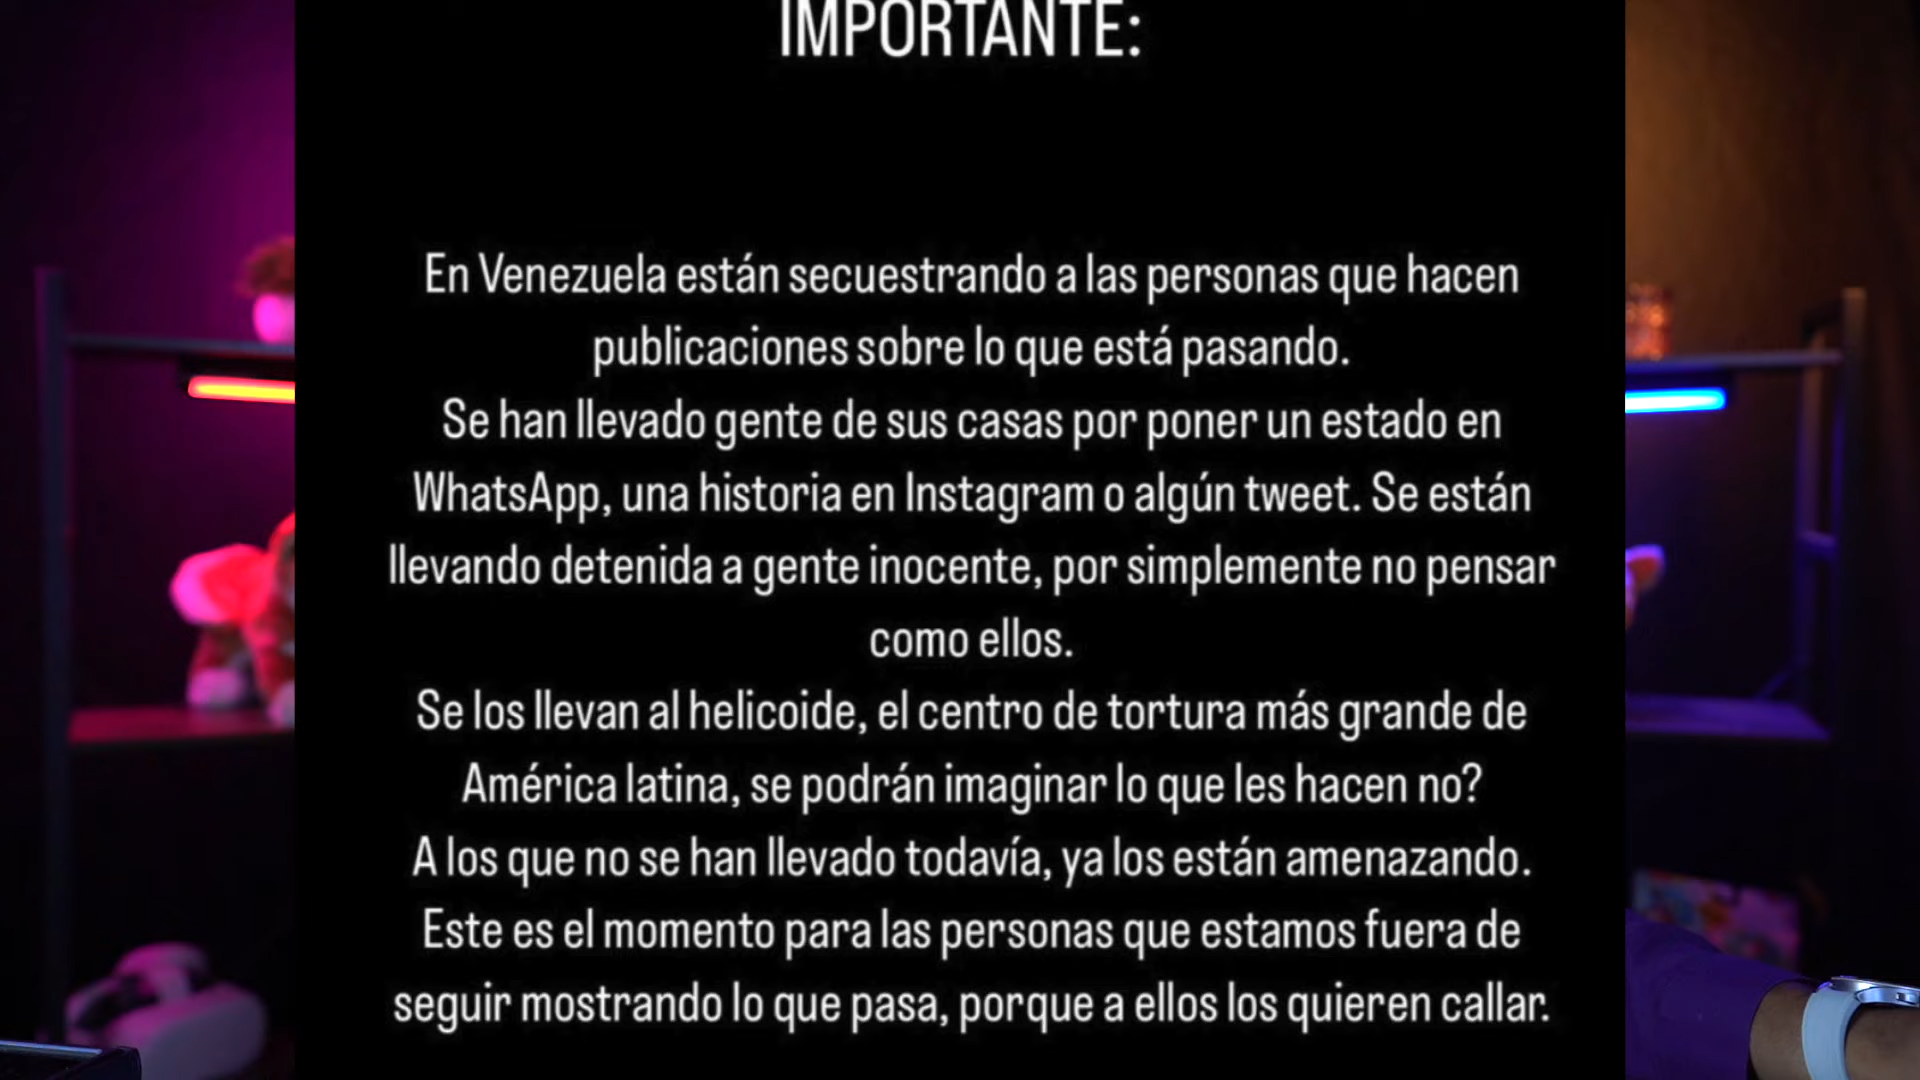 IMPORTANTE:
En Venezuela están secuestrando a las personas que hacen
publicaciones sobre lo que está pasando.
Se han llevado gente de sus casas por poner un estado en
WhatsApp, una historia en Instagram o algún tweet. Se están
llevando detenida a gente inocente, por simplemente no pensar
como ellos.
Se los llevan al helicoide, el centro de tortura más grande de
América latina, se podrán imaginar lo que les hacen no?
A los que no se han llevado todavía, ya los están amenazando.
Este es el momento para las personas que estamos fuera de
seguir mostrando lo que pasa, porque a ellos los quieren callar.